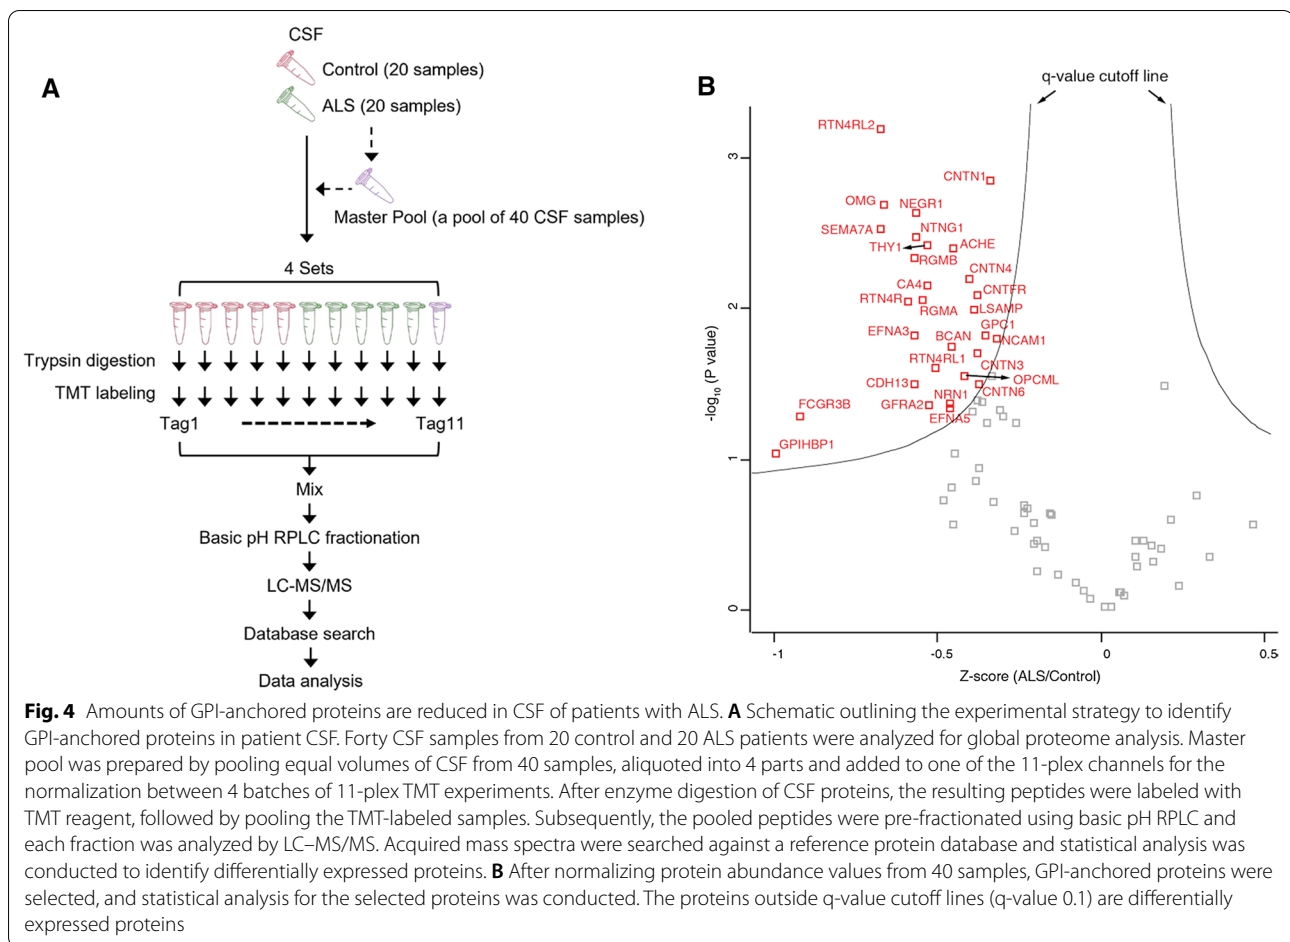 CSF
A
Control (20 samples)
ALS (20 samples)
Master Pool (a pool of 40 CSF samples)
4 Sets
Trypsin digestion
TMT labeling
Tag1
Tag11
Mix
Basic pH RPLC fractionation
LC-MS/MS
Database search
Data analysis
B
q-value cutoff line
RTN4RL2
CNTN1
OMG
NEGR1
SEMA7A
NTNG1
THY1
ACHE
RGMB
CNTN4
CA4
CNTFR
RTN4R
RGMA
LSAMP
GPC1
EFNA3
BCAN
NCAM1
RTN4RL1
CNTN3
OPCML
CDH13
CNTN6
NRN1
FCGR3B
GFRA2
EFNA5
GPIHBP1
3
2
1
0
-log10 (P value)
-1
-0.5
0
0.5
Z-score (ALS/Control)
Fig. 4 Amounts of GPI-anchored proteins are reduced in CSF of patients with ALS. A Schematic outlining the experimental strategy to identify
GPI-anchored proteins in patient CSF. Forty CSF samples from 20 control and 20 ALS patients were analyzed for global proteome analysis. Master
pool was prepared by pooling equal volumes of CSF from 40 samples, aliquoted into 4 parts and added to one of the 11-plex channels for the
normalization between 4 batches of 11-plex TMT experiments. After enzyme digestion of CSF proteins, the resulting peptides were labeled with
TMT reagent, followed by pooling the TMT-labeled samples. Subsequently, the pooled peptides were pre-fractionated using basic pH RPLC and
each fraction was analyzed by LC–MS/MS. Acquired mass spectra were searched against a reference protein database and statistical analysis was
conducted to identify differentially expressed proteins. B After normalizing protein abundance values from 40 samples, GPI-anchored proteins were
selected, and statistical analysis for the selected proteins was conducted. The proteins outside q-value cutoff lines (q-value 0.1) are differentially
expressed proteins